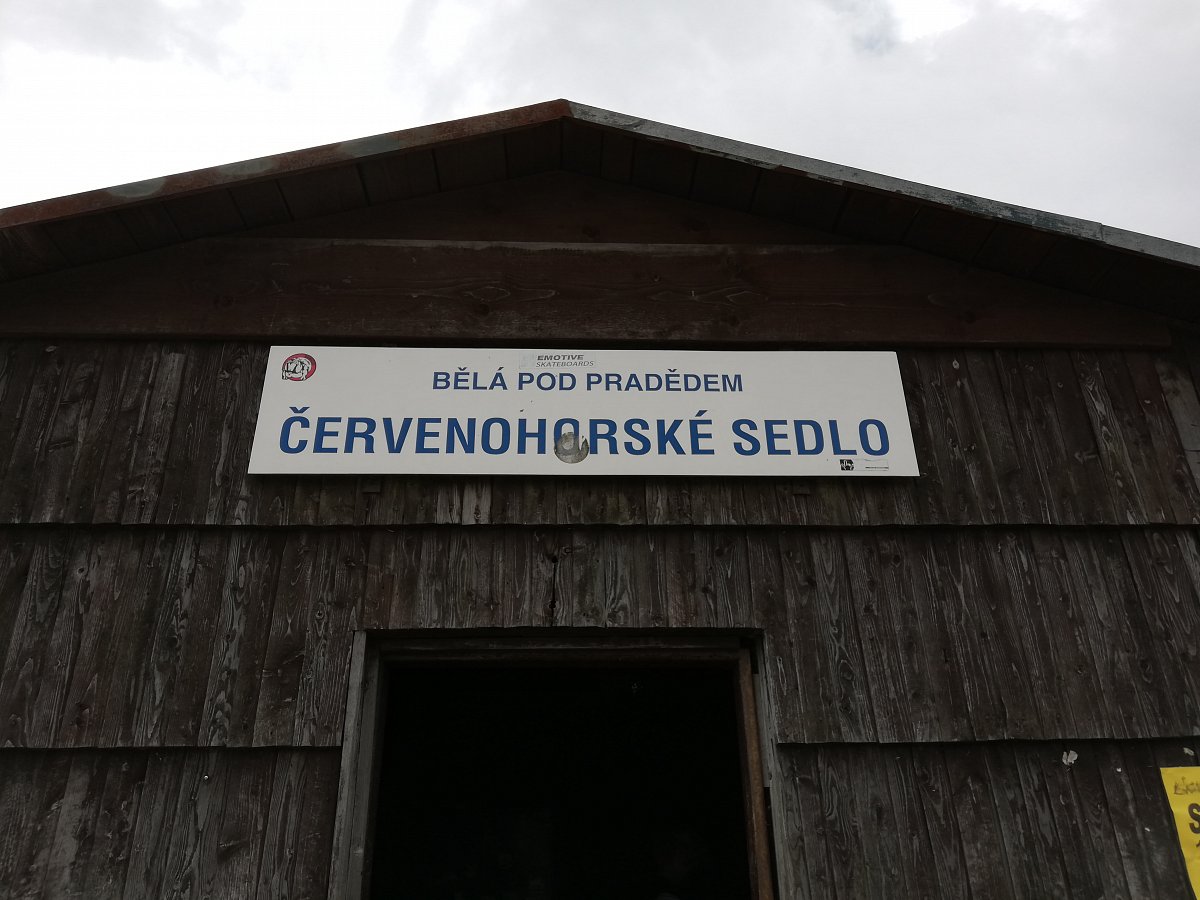 EMOTIVE
SKATEBOARDS
BĚLÁ POD PRADĚDEM
ČERVENOHORSKÉ SEDLO